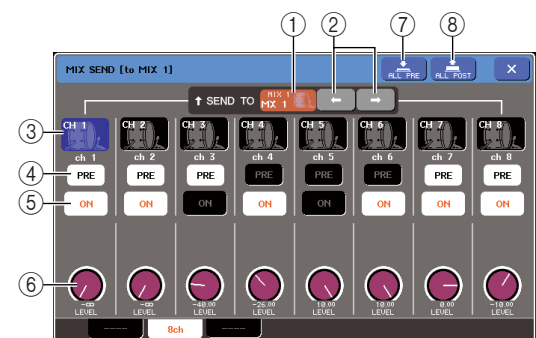 ① ② ⑦ ⑧
MIX SEND [to MIX 1]
ALL PRE
ALL POST
×
SEND TO
MIX 1
MX 1
③
CH 1 CH 2 CH 3 CH 4 CH 5 CH 6 CH 7 CH 8
ch 1 ch 2 ch 3 ch 4 ch 5 ch 6 ch 7 ch 8
④
PRE PRE PRE PRE PRE PRE PRE PRE
⑤
ON ON ON ON ON ON ON ON
⑥
-∞ -∞ -40.00 -26.00 10.00 10.00 0.00 -10.00
LEVEL LEVEL LEVEL LEVEL LEVEL LEVEL LEVEL LEVEL
---- 8ch ----